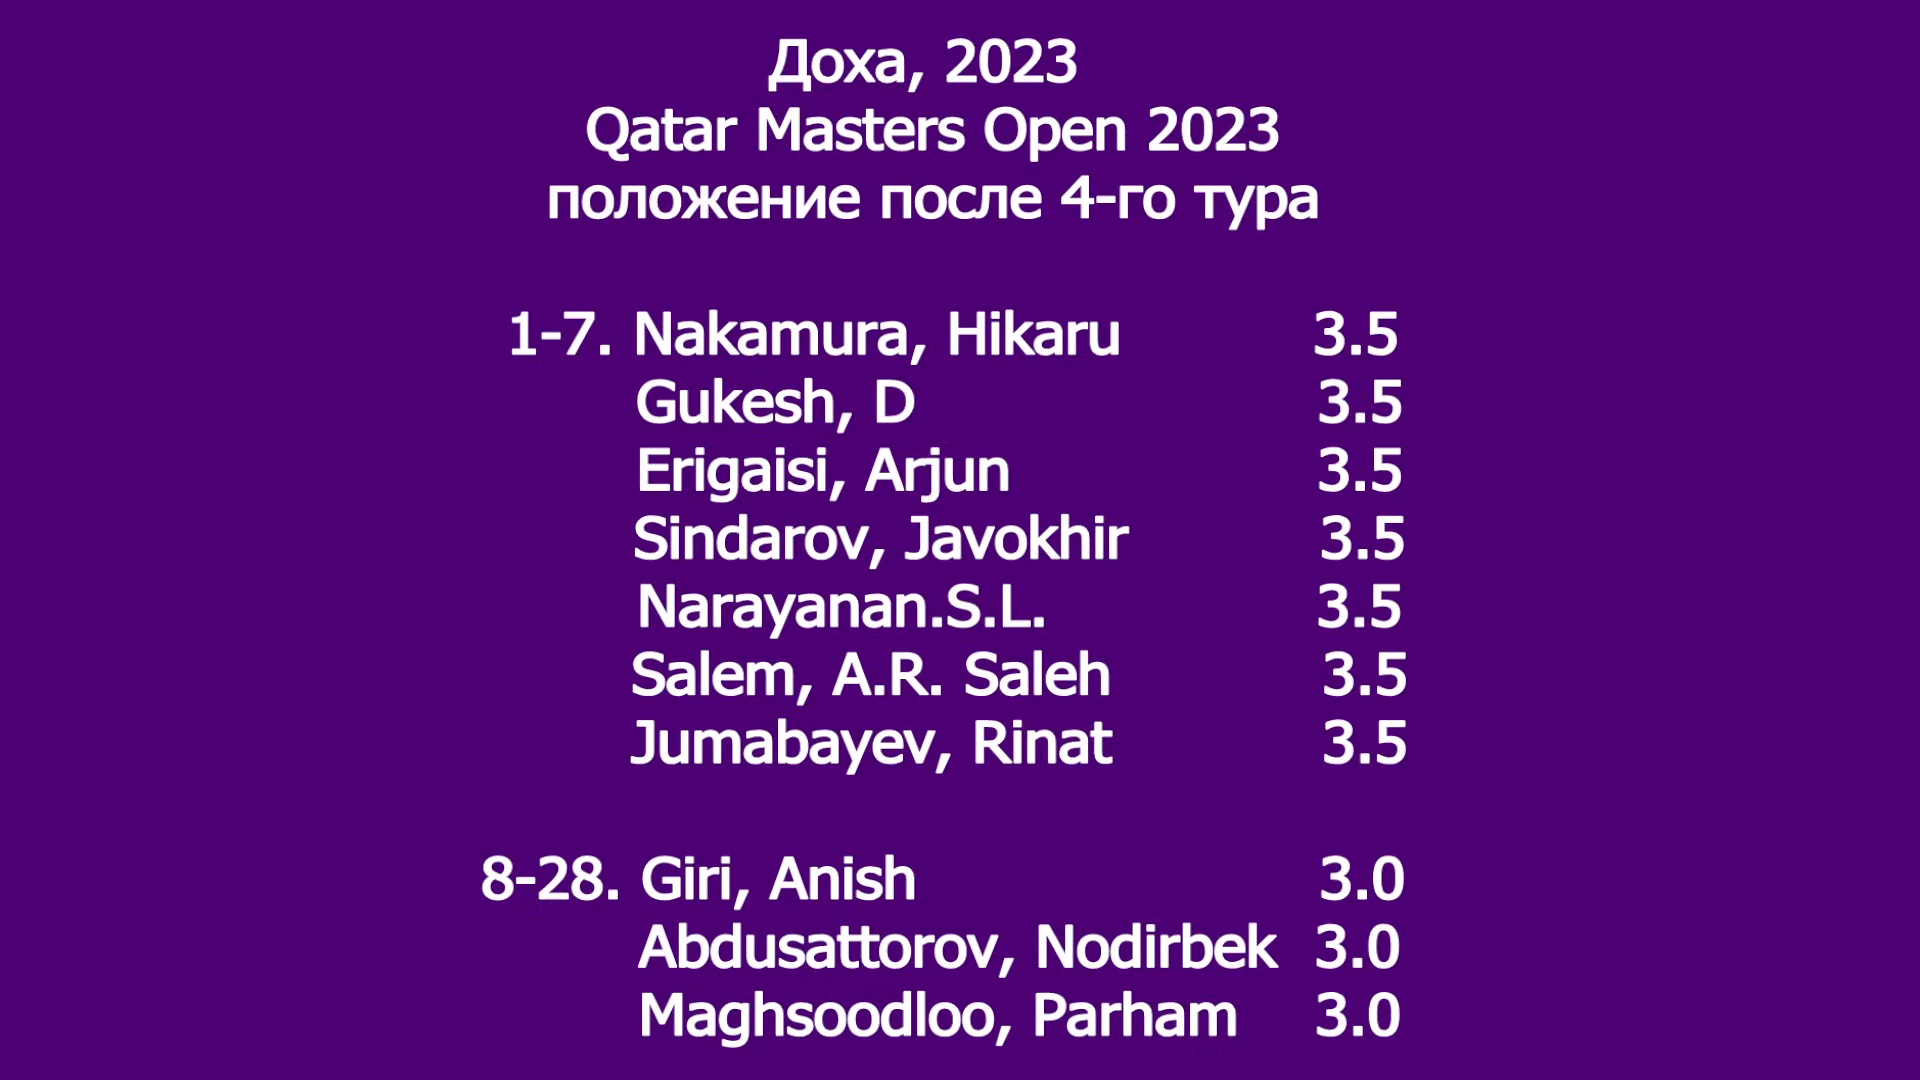 Доха, 2023
Qatar Masters Open 2023
положение после 4-го тура
1-7. Nakamura, Hikaru 3.5
Gukesh, D 3.5
Erigaisi, Arjun 3.5
Sindarov, Javokhir 3.5
Narayanan.S.L. 3.5
Salem, A.R. Saleh 3.5
Jumabayev, Rinat 3.5
8-28. Giri, Anish 3.0
Abdusattorov, Nodirbek 3.0
Maghsoodloo, Parham 3.0